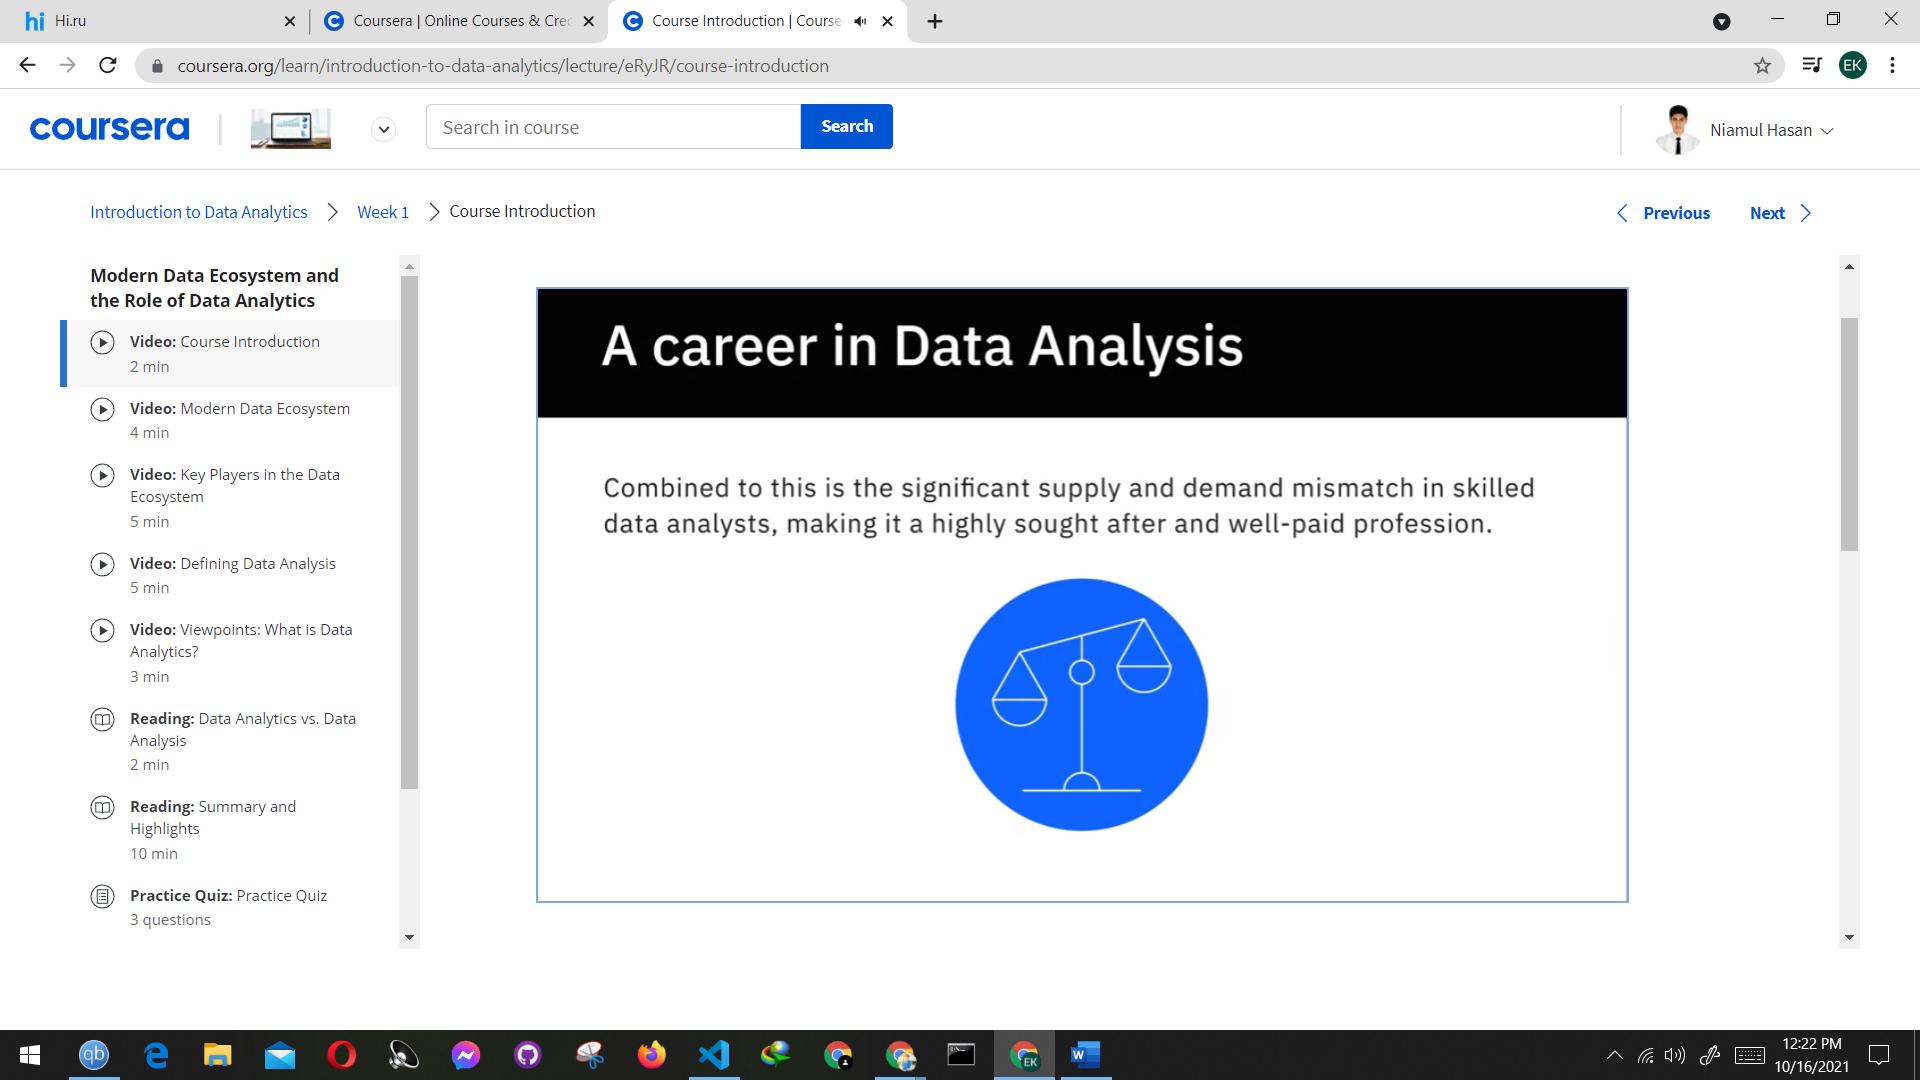 hi Hi.ru
Coursera | Online Courses & Cred
Course Introduction | Course
coursera.org/learn/introduction-to-data-analytics/lecture/eRyJR/course-introduction
EK
coursera
Search in course
Search
Niamul Hasan
Introduction to Data Analytics
Week 1
Course Introduction
Previous
Next
Modern Data Ecosystem and
the Role of Data Analytics
Video: Course Introduction
2 min
Video: Modern Data Ecosystem
4 min
Video: Key Players in the Data
Ecosystem
5 min
Video: Defining Data Analysis
5 min
Video: Viewpoints: What is Data
Analytics?
3 min
Reading: Data Analytics vs. Data
Analysis
2 min
Reading: Summary and
Highlights
10 min
Practice Quiz: Practice Quiz
3 questions
A career in Data Analysis
Combined to this is the significant supply and demand mismatch in skilled
data analysts, making it a highly sought after and well-paid profession.
qb
EK
W
12:22 PM
10/16/2021